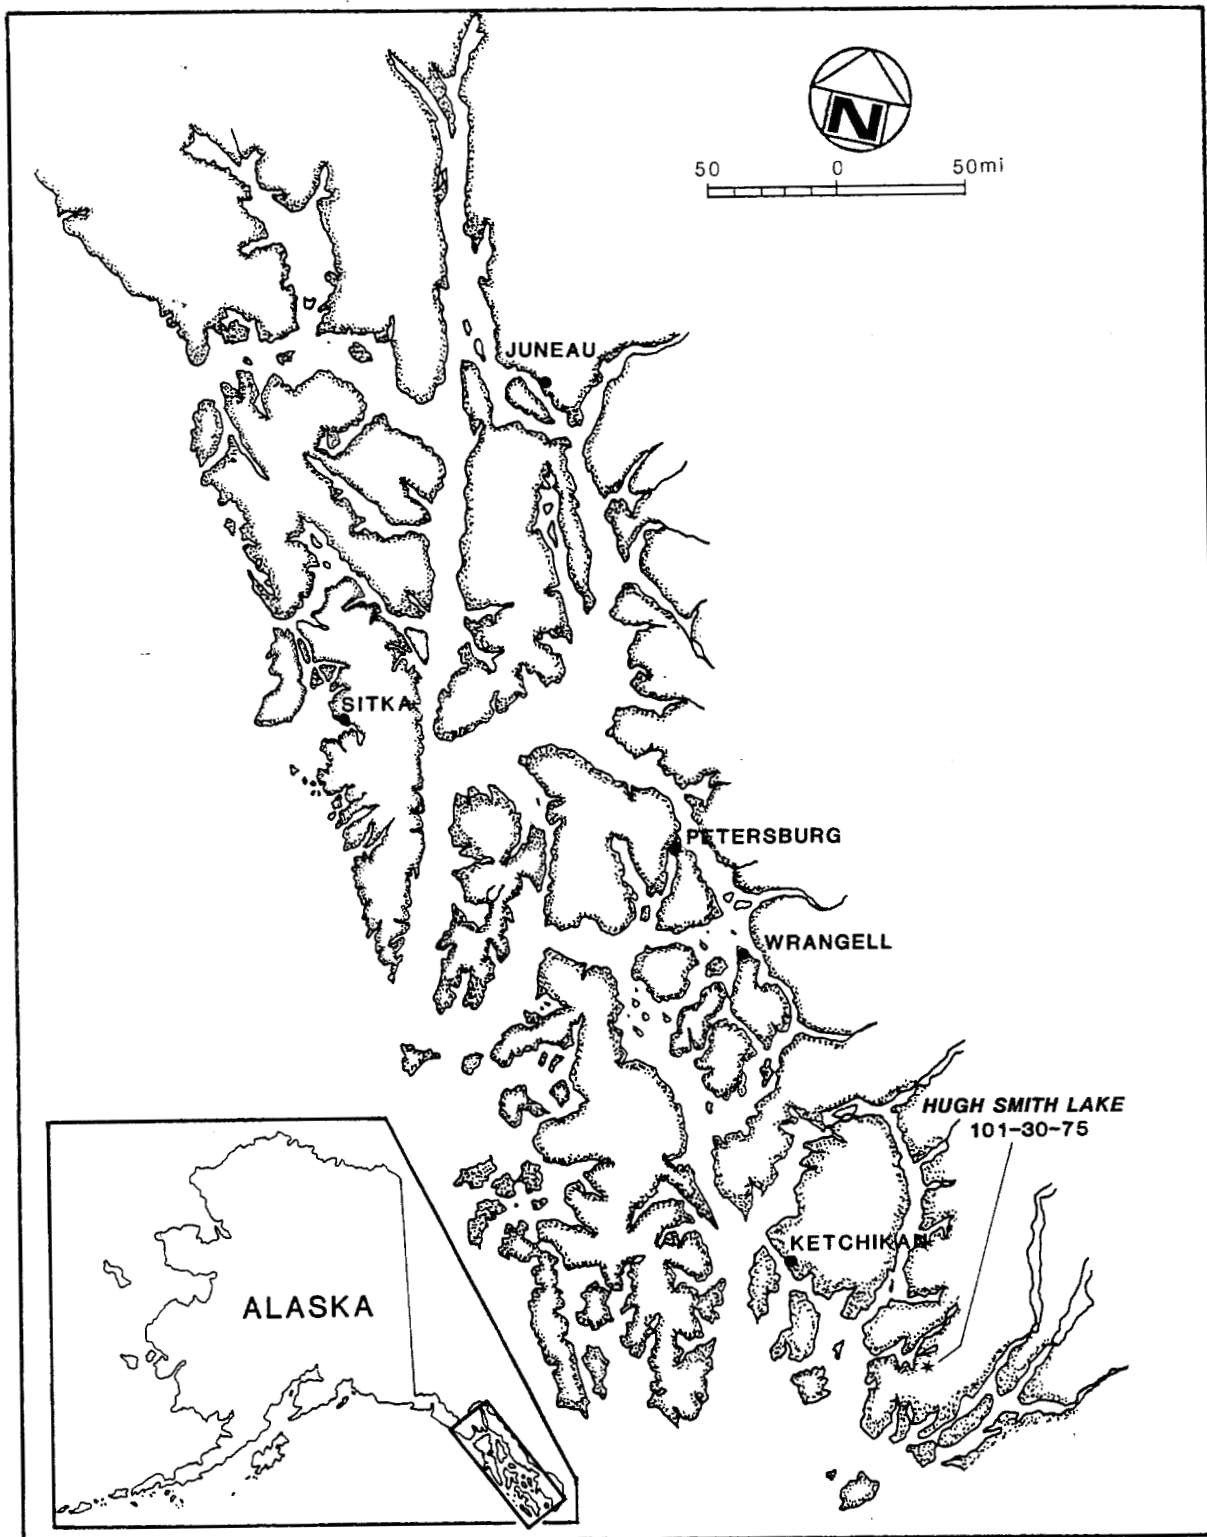 N
50 0 50mi
JUNEAU
SITKA
PETERSBURG
WRANGELL
HUGH SMITH LAKE
101-30-75
KETCHIKAN
ALASKA